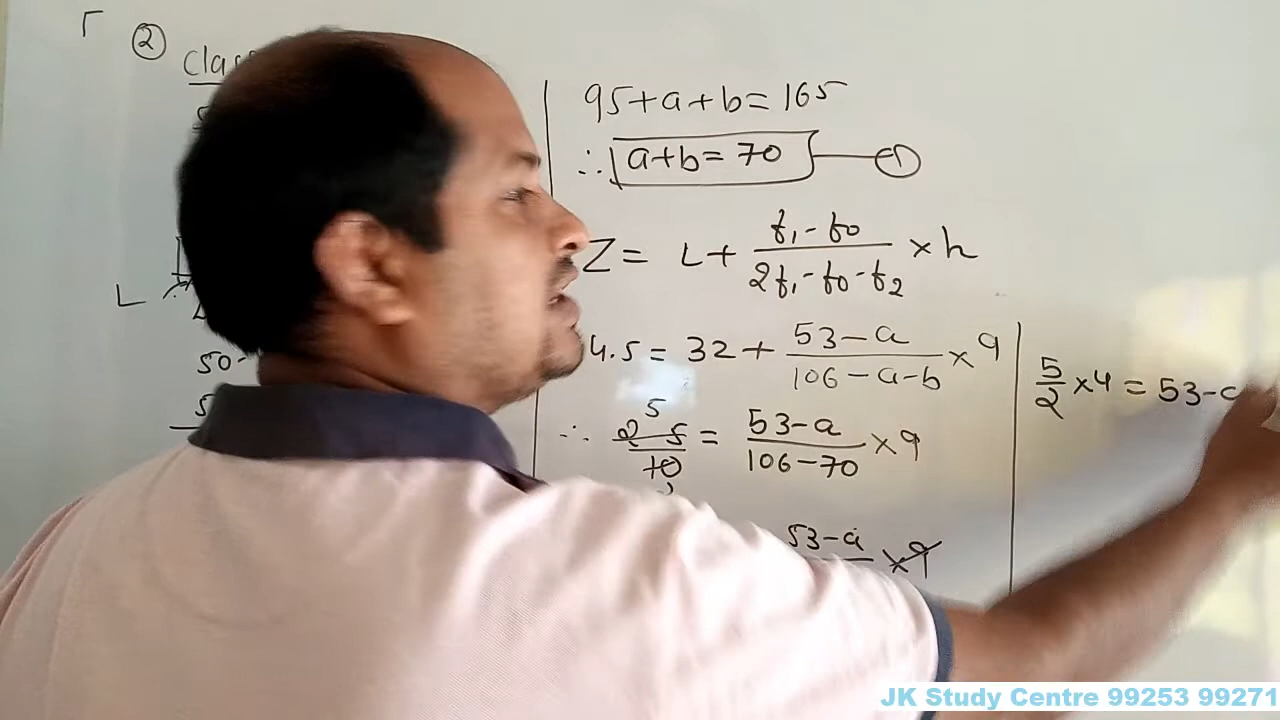 ②
95+a+b=165
∴ a+b=70 ①
Z = L + (f₁-f₀)/(2f₁-f₀-f₂) × h
4.5 = 32 + (53-a)/(106-a-b) × 9
L
50-
∴ 5 25/10 = (53-a)/(106-70) × 9
5/2 × 4 = 53-
53-a ×9
JK Study Centre 99253 99271